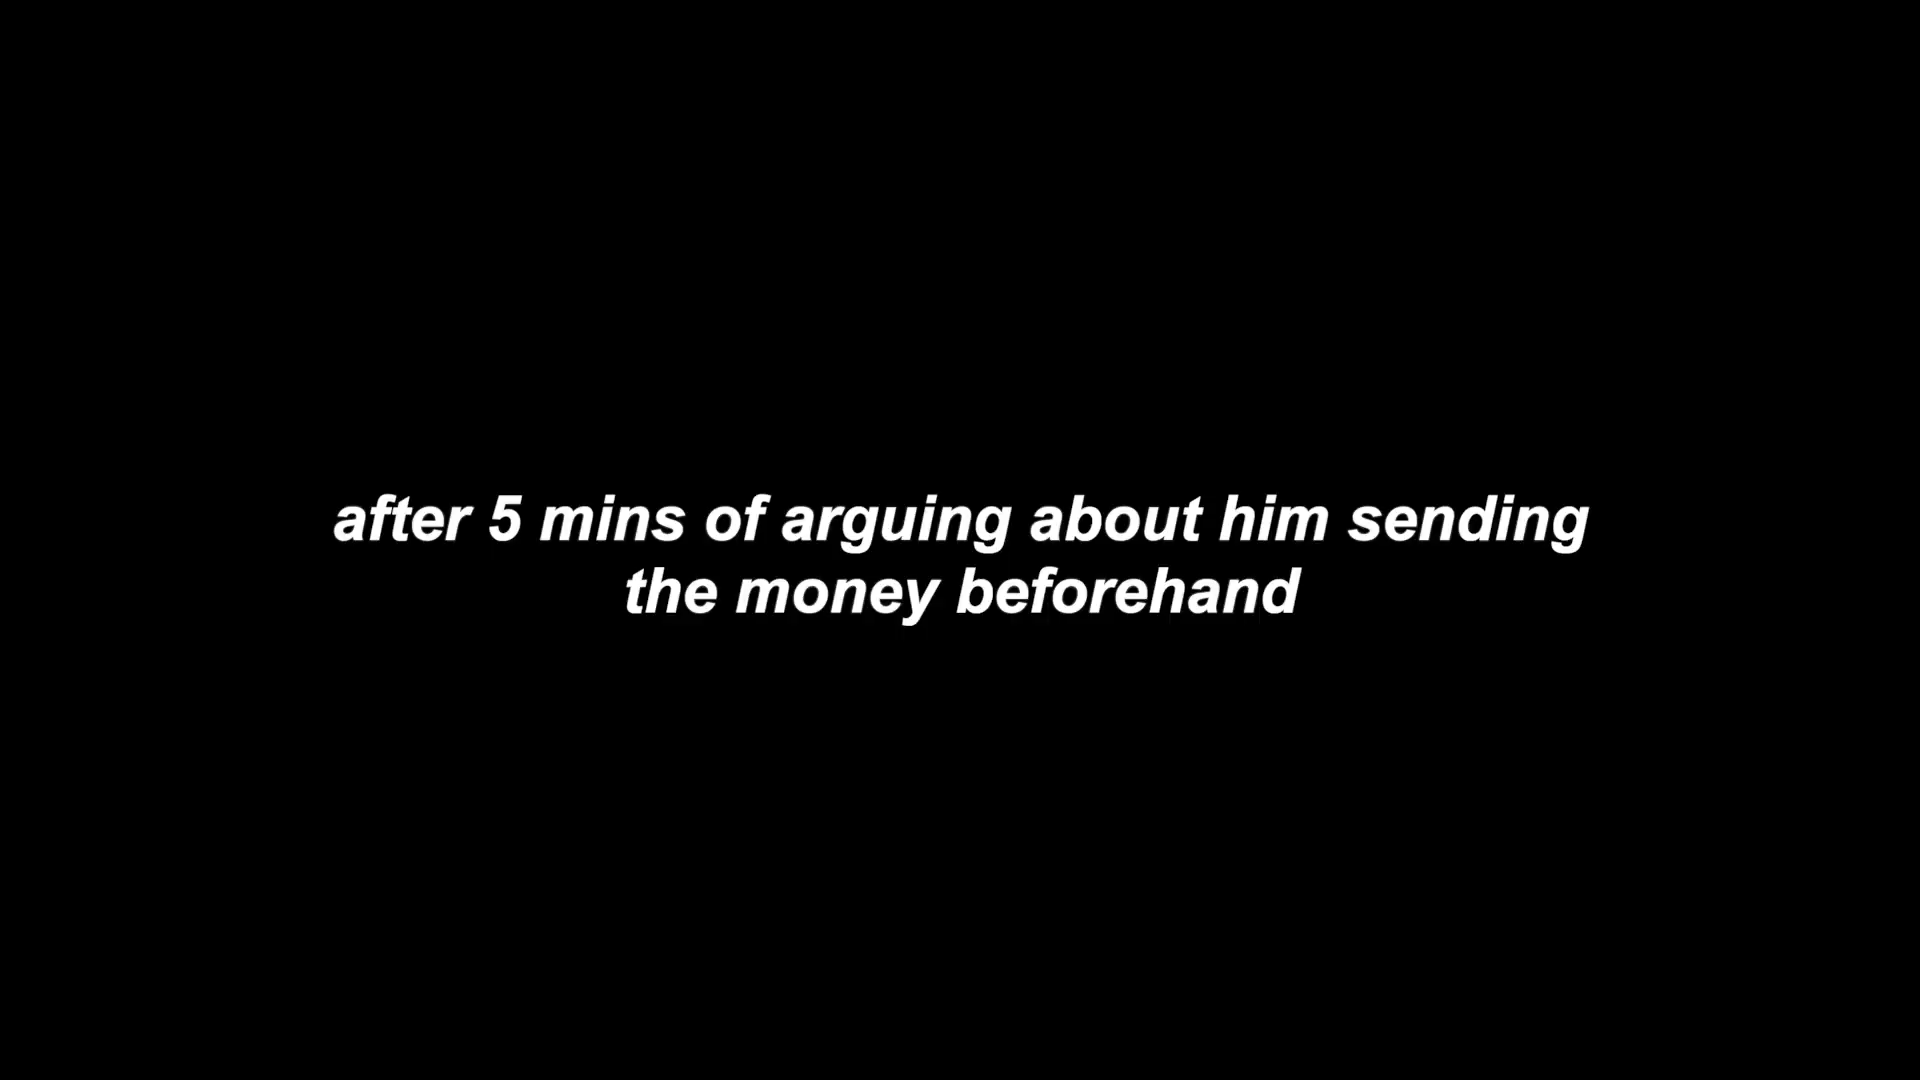 after 5 mins of arguing about him sending
the money beforehand